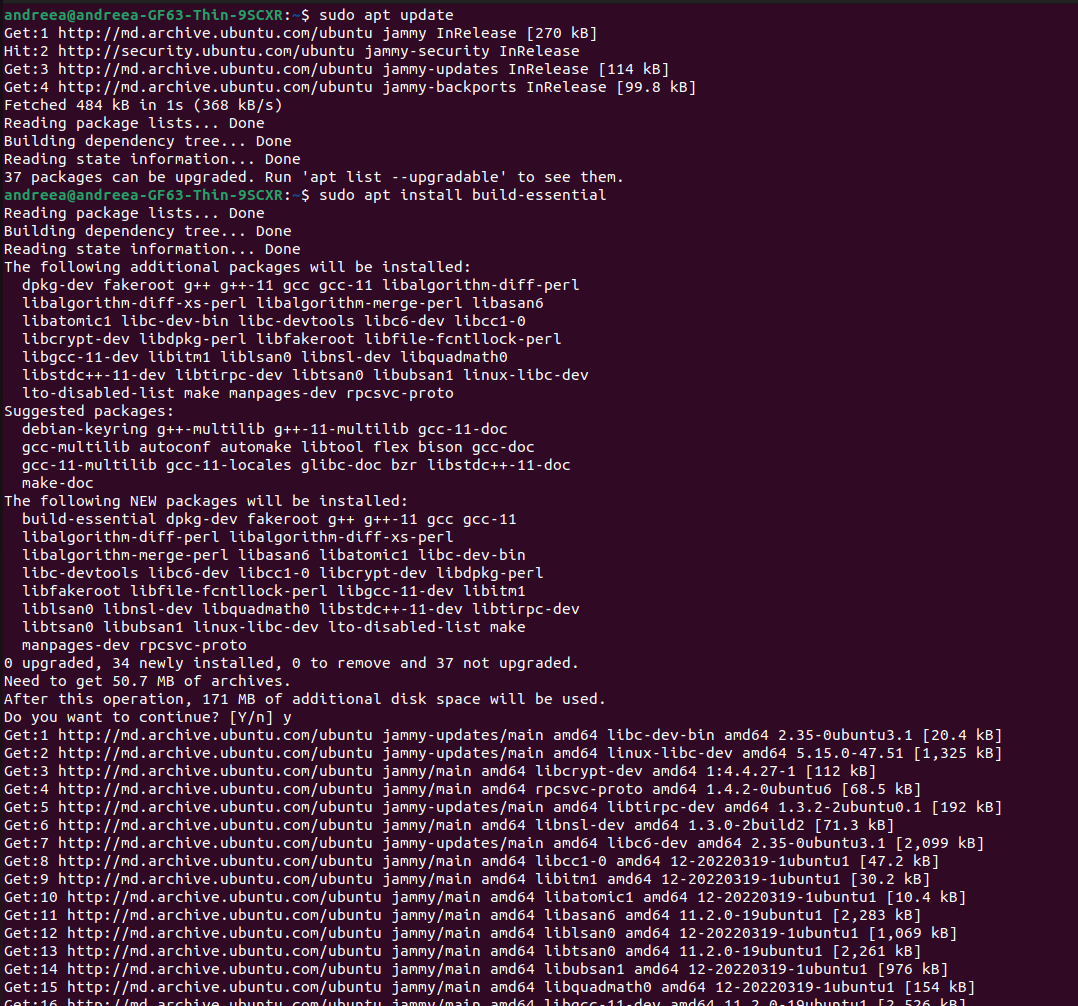 andreea@andreea-GF63-Thin-9SCXR:~$ sudo apt update
Get:1 http://md.archive.ubuntu.com/ubuntu jammy InRelease [270 kB]
Hit:2 http://security.ubuntu.com/ubuntu jammy-security InRelease
Get:3 http://md.archive.ubuntu.com/ubuntu jammy-updates InRelease [114 kB]
Get:4 http://md.archive.ubuntu.com/ubuntu jammy-backports InRelease [99.8 kB]
Fetched 484 kB in 1s (368 kB/s)
Reading package lists... Done
Building dependency tree... Done
Reading state information... Done
37 packages can be upgraded. Run 'apt list --upgradable' to see them.
andreea@andreea-GF63-Thin-9SCXR:~$ sudo apt install build-essential
Reading package lists... Done
Building dependency tree... Done
Reading state information... Done
The following additional packages will be installed:
  dpkg-dev fakeroot g++ g++-11 gcc gcc-11 libalgorithm-diff-perl
  libalgorithm-diff-xs-perl libalgorithm-merge-perl libasan6
  libatomic1 libc-dev-bin libc-devtools libc6-dev libcc1-0
  libcrypt-dev libdpkg-perl libfakeroot libfile-fcntllock-perl
  libgcc-11-dev libitm1 liblsan0 libnsl-dev libquadmath0
  libstdc++-11-dev libtirpc-dev libtsan0 libubsan1 linux-libc-dev
  lto-disabled-list make manpages-dev rpcsvc-proto
Suggested packages:
  debian-keyring g++-multilib g++-11-multilib gcc-11-doc
  gcc-multilib autoconf automake libtool flex bison gcc-doc
  gcc-11-multilib gcc-11-locales glibc-doc bzr libstdc++-11-doc
  make-doc
The following NEW packages will be installed:
  build-essential dpkg-dev fakeroot g++ g++-11 gcc gcc-11
  libalgorithm-diff-perl libalgorithm-diff-xs-perl
  libalgorithm-merge-perl libasan6 libatomic1 libc-dev-bin
  libc-devtools libc6-dev libcc1-0 libcrypt-dev libdpkg-perl
  libfakeroot libfile-fcntllock-perl libgcc-11-dev libitm1
  liblsan0 libnsl-dev libquadmath0 libstdc++-11-dev libtirpc-dev
  libtsan0 libubsan1 linux-libc-dev lto-disabled-list make
  manpages-dev rpcsvc-proto
0 upgraded, 34 newly installed, 0 to remove and 37 not upgraded.
Need to get 50.7 MB of archives.
After this operation, 171 MB of additional disk space will be used.
Do you want to continue? [Y/n] y
Get:1 http://md.archive.ubuntu.com/ubuntu jammy-updates/main amd64 libc-dev-bin amd64 2.35-0ubuntu3.1 [20.4 kB]
Get:2 http://md.archive.ubuntu.com/ubuntu jammy-updates/main amd64 linux-libc-dev amd64 5.15.0-47.51 [1,325 kB]
Get:3 http://md.archive.ubuntu.com/ubuntu jammy/main amd64 libcrypt-dev amd64 1:4.4.27-1 [112 kB]
Get:4 http://md.archive.ubuntu.com/ubuntu jammy/main amd64 rpcsvc-proto amd64 1.4.2-0ubuntu6 [68.5 kB]
Get:5 http://md.archive.ubuntu.com/ubuntu jammy-updates/main amd64 libtirpc-dev amd64 1.3.2-2ubuntu0.1 [192 kB]
Get:6 http://md.archive.ubuntu.com/ubuntu jammy/main amd64 libnsl-dev amd64 1.3.0-2build2 [71.3 kB]
Get:7 http://md.archive.ubuntu.com/ubuntu jammy-updates/main amd64 libc6-dev amd64 2.35-0ubuntu3.1 [2,099 kB]
Get:8 http://md.archive.ubuntu.com/ubuntu jammy/main amd64 libcc1-0 amd64 12-20220319-1ubuntu1 [47.2 kB]
Get:9 http://md.archive.ubuntu.com/ubuntu jammy/main amd64 libitm1 amd64 12-20220319-1ubuntu1 [30.2 kB]
Get:10 http://md.archive.ubuntu.com/ubuntu jammy/main amd64 libatomic1 amd64 12-20220319-1ubuntu1 [10.4 kB]
Get:11 http://md.archive.ubuntu.com/ubuntu jammy/main amd64 libasan6 amd64 11.2.0-19ubuntu1 [2,283 kB]
Get:12 http://md.archive.ubuntu.com/ubuntu jammy/main amd64 liblsan0 amd64 12-20220319-1ubuntu1 [1,069 kB]
Get:13 http://md.archive.ubuntu.com/ubuntu jammy/main amd64 libtsan0 amd64 11.2.0-19ubuntu1 [2,261 kB]
Get:14 http://md.archive.ubuntu.com/ubuntu jammy/main amd64 libubsan1 amd64 12-20220319-1ubuntu1 [976 kB]
Get:15 http://md.archive.ubuntu.com/ubuntu jammy/main amd64 libquadmath0 amd64 12-20220319-1ubuntu1 [154 kB]
Get:16 http://md.archive.ubuntu.com/ubuntu jammy/main amd64 libgcc-11-dev amd64 11.2.0-19ubuntu1 [2,526 kB]